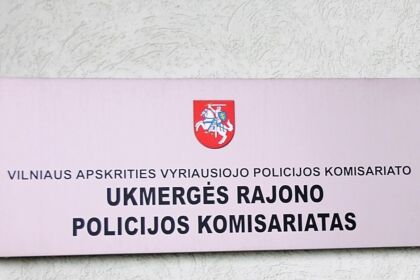 VILNIAUS APSKRITIES VYRIAUSIOJO POLICIJOS KOMISARIATO
UKMERGĖS RAJONO
POLICIJOS KOMISARIATAS